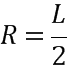 R = L/2